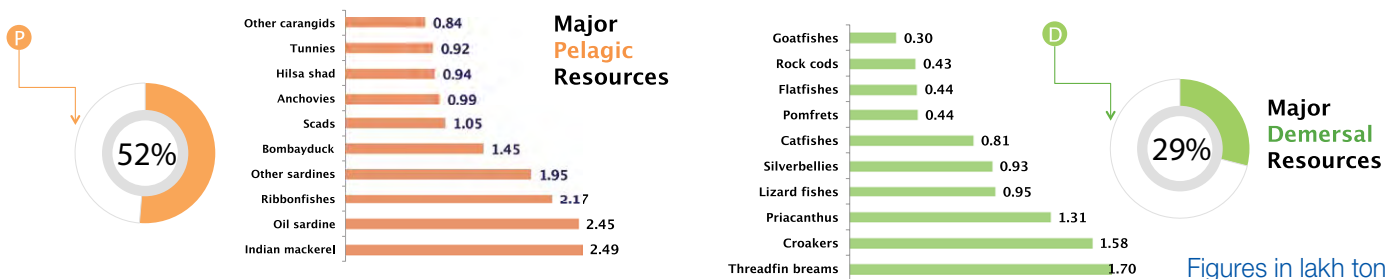 P
52%
Other carangids 0.84
Tunnies 0.92
Hilsa shad 0.94
Anchovies 0.99
Scads 1.05
Bombayduck 1.45
Other sardines 1.95
Ribbonfishes 2.17
Oil sardine 2.45
Indian mackerel 2.49
Major
Pelagic
Resources
Goatfishes 0.30
Rock cods 0.43
Flatfishes 0.44
Pomfrets 0.44
Catfishes 0.81
Silverbellies 0.93
Lizard fishes 0.95
Priacanthus 1.31
Croakers 1.58
Threadfin breams 1.70
D
29%
Major
Demersal
Resources
Figures in lakh ton